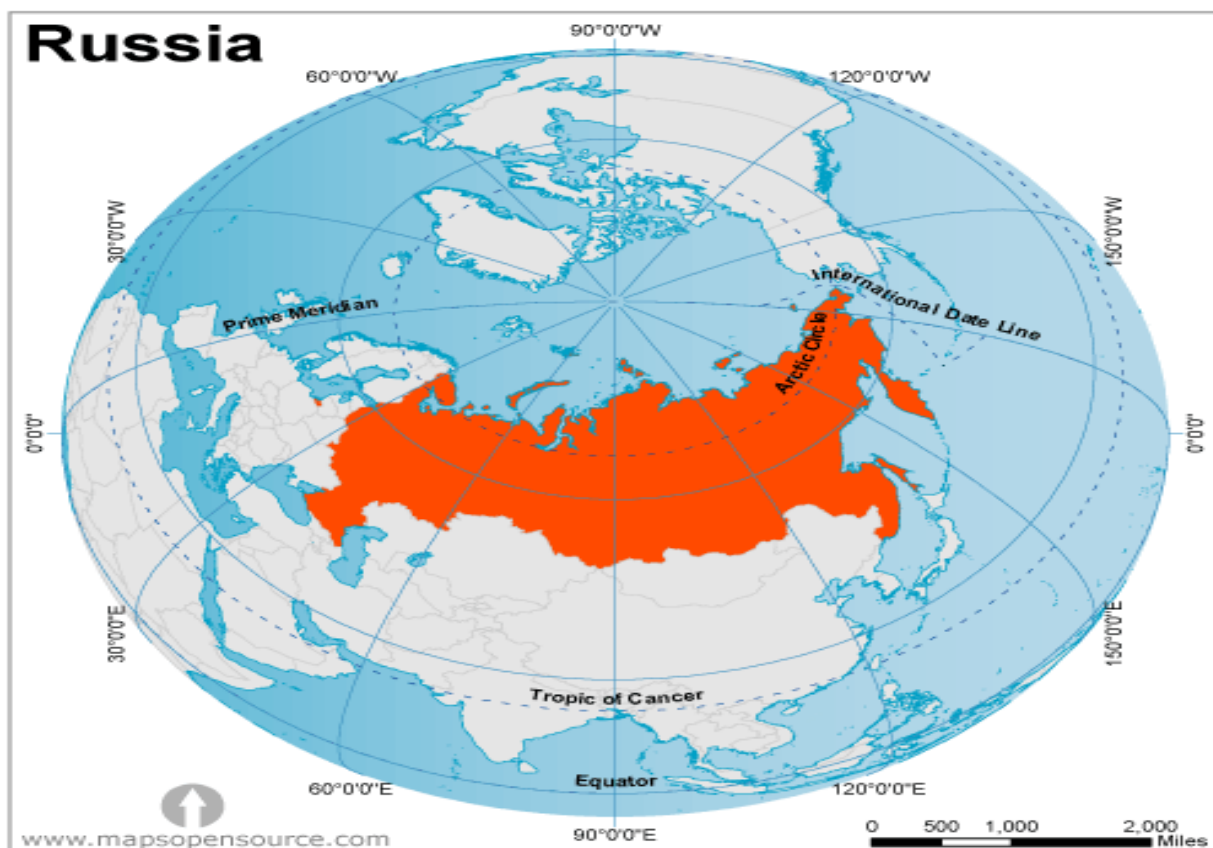 Russia
90°0'0"W
60°0'0"W
120°0'0"W
30°0'0"W
150°0'0"W
International Date Line
Prime Meridian
Arctic Circle
0°0'0"
0°0'0"
30°0'0"E
150°0'0"E
Tropic of Cancer
Equator
60°0'0"E
120°0'0"E
90°0'0"E
www.mapsopensource.com
0 500 1,000 2,000
Miles